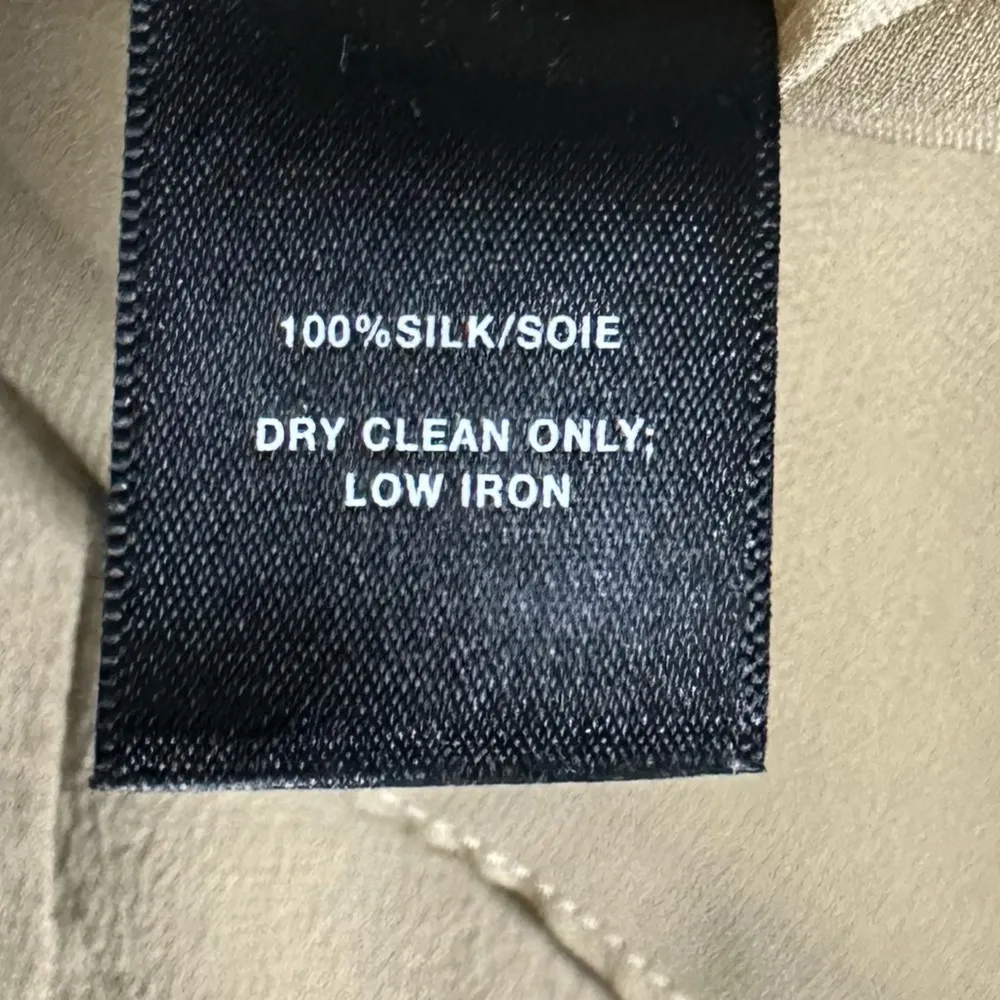 100%SILK/SOIE
DRY CLEAN ONLY;
LOW IRON